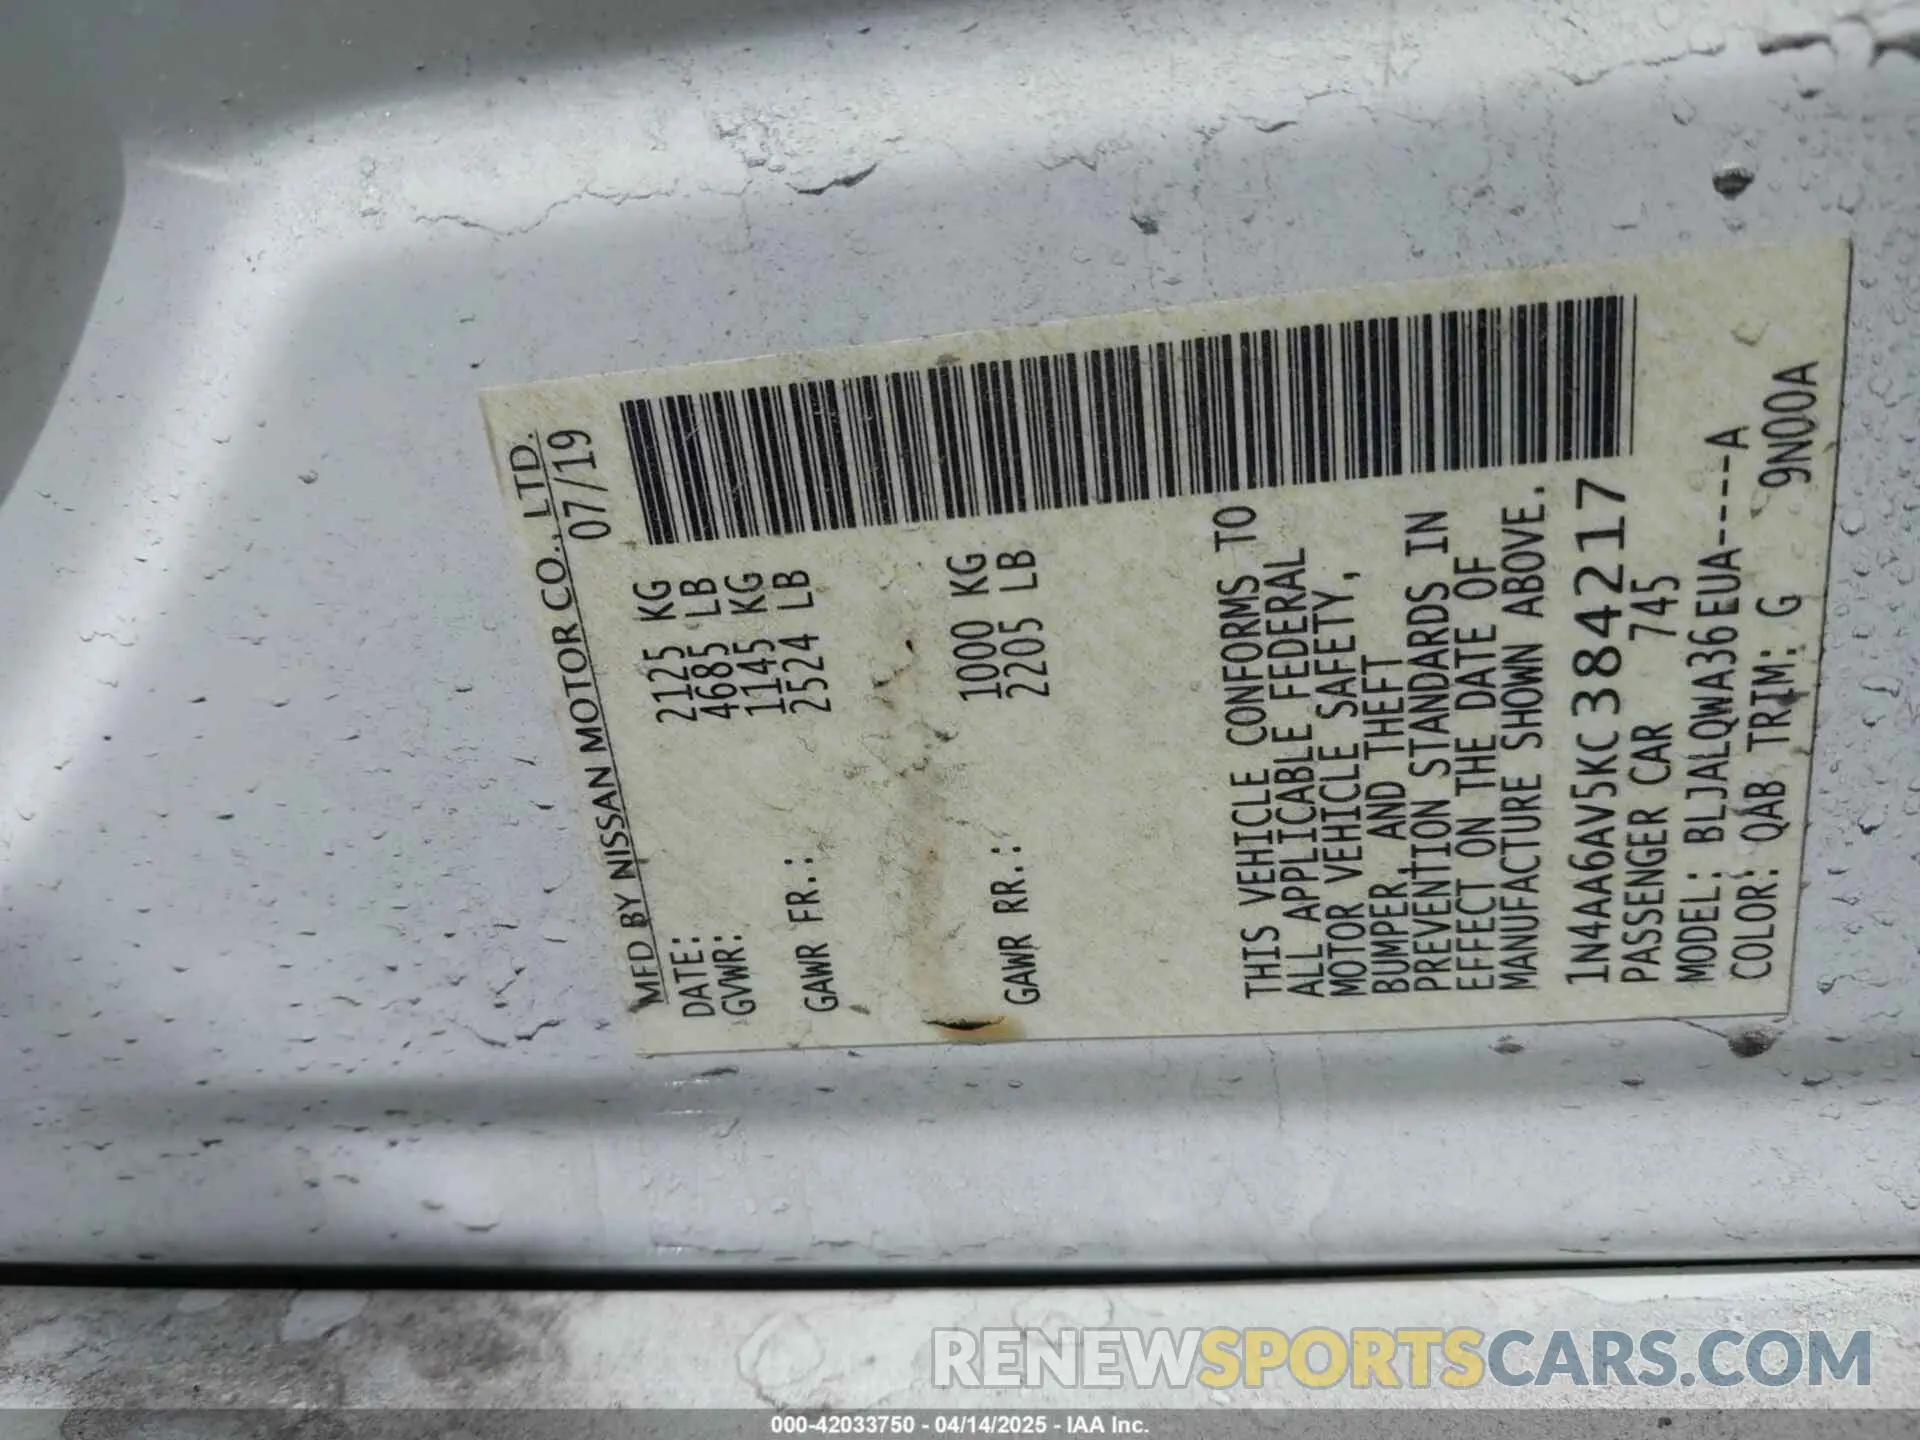 MFD BY NISSAN MOTOR CO., LTD.
DATE: 07/19
GVWR: 2125 KG
4685 LB
GAWR FR.: 1145 KG
2524 LB
GAWR RR.: 1000 KG
2205 LB
THIS VEHICLE CONFORMS TO
ALL APPLICABLE FEDERAL
MOTOR VEHICLE SAFETY,
BUMPER, AND THEFT
PREVENTION STANDARDS IN
EFFECT ON THE DATE OF
MANUFACTURE SHOWN ABOVE.
1N4AA6AV5KC384217
PASSENGER CAR 745
MODEL: BLJALQWA36EUA----A
COLOR: QAB TRIM: G 9N00A
RENEWSPORTSCARS.COM
000-42033750 - 04/14/2025 - IAA Inc.